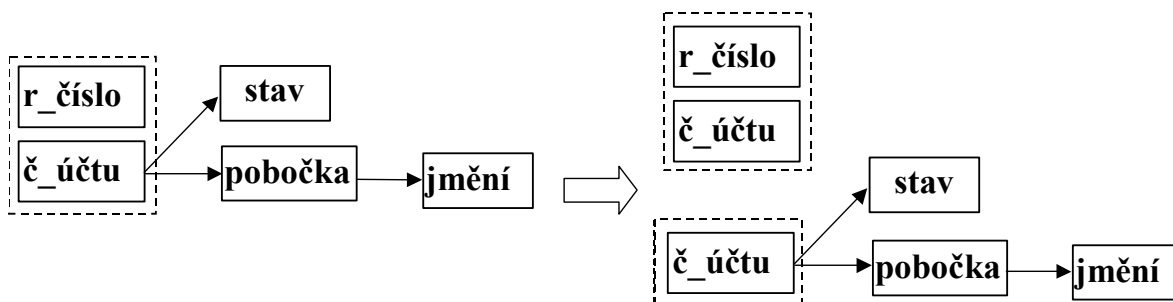 r_číslo
č_účtu
stav
pobočka
jmění
r_číslo
č_účtu
č_účtu
stav
pobočka
jmění